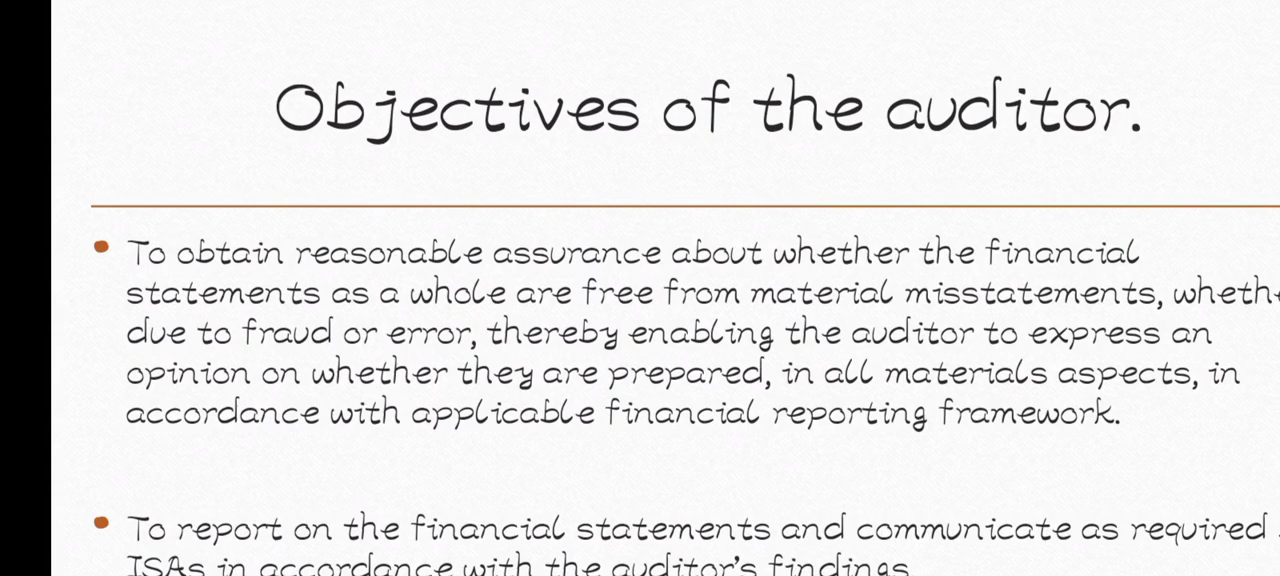 Objectives of the auditor.
• To obtain reasonable assurance about whether the financial
statements as a whole are free from material misstatements,
due to fraud or error, thereby enabling the auditor to express an
opinion on whether they are prepared, in all materials aspects, in
accordance with applicable financial reporting framework.
• To report on the financial statements and communicate as required
ISAs in accordance with the auditor's findings